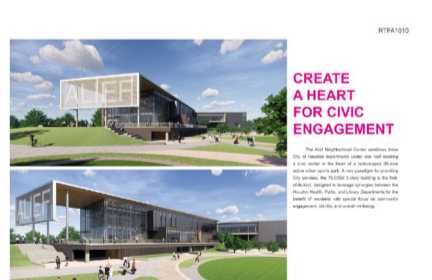 RTFA1010
ALIEF
CREATE
A HEART
FOR CIVIC
ENGAGEMENT
The Alief Neighborhood Center combines three
City of Houston departments under one roof creating
a civic center at the heart of a redeveloped
active urban sports park. A new paradigm for providing
City services, the 70,000sf 3 story building is the first-
of-its-kind, designed to leverage synergies between the
Houston Health, Parks, and Library Departments for the
benefit of residents with special focus on community
engagement, identity, and overall wellbeing.